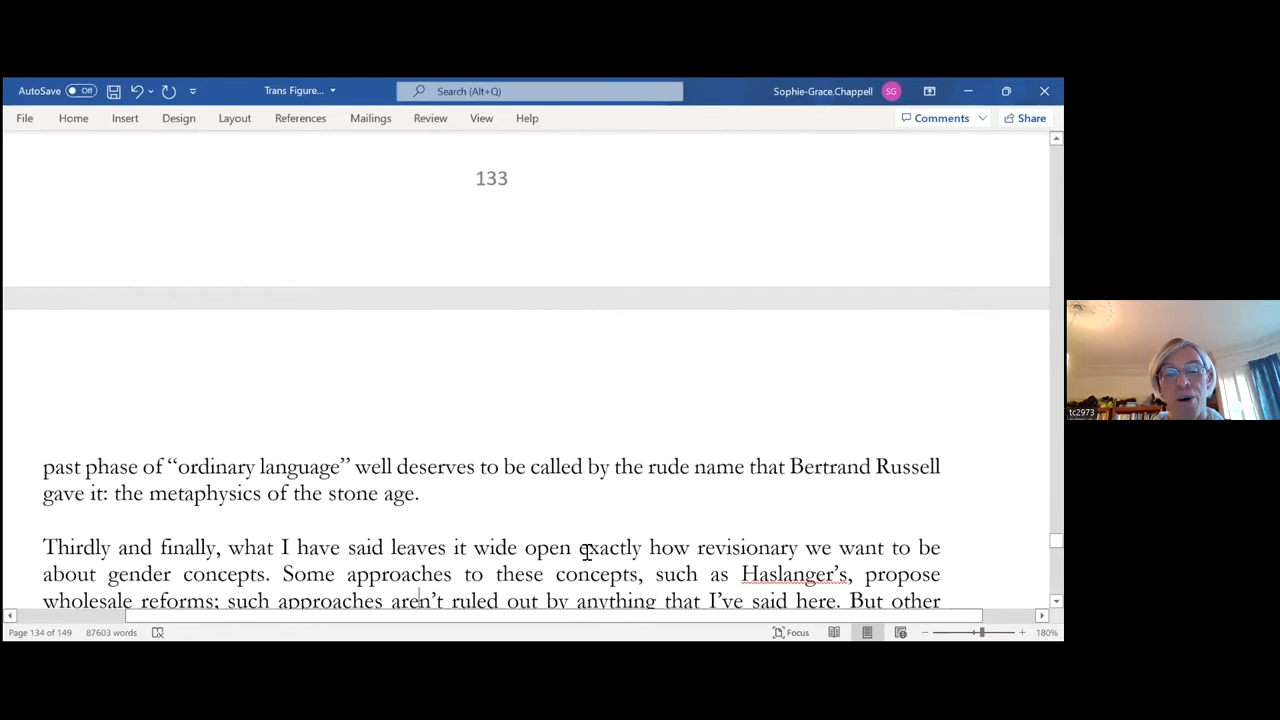 AutoSave Off Trans Figure... Search (Alt+Q) Sophie-Grace.Chappell SG
File Home Insert Design Layout References Mailings Review View Help Comments Share
133
past phase of “ordinary language” well deserves to be called by the rude name that Bertrand Russell
gave it: the metaphysics of the stone age.
Thirdly and finally, what I have said leaves it wide open exactly how revisionary we want to be
about gender concepts. Some approaches to these concepts, such as Haslanger’s, propose
wholesale reforms; such approaches aren’t ruled out by anything that I’ve said here. But other
tc2973
Page 134 of 149 87603 words Focus 180%